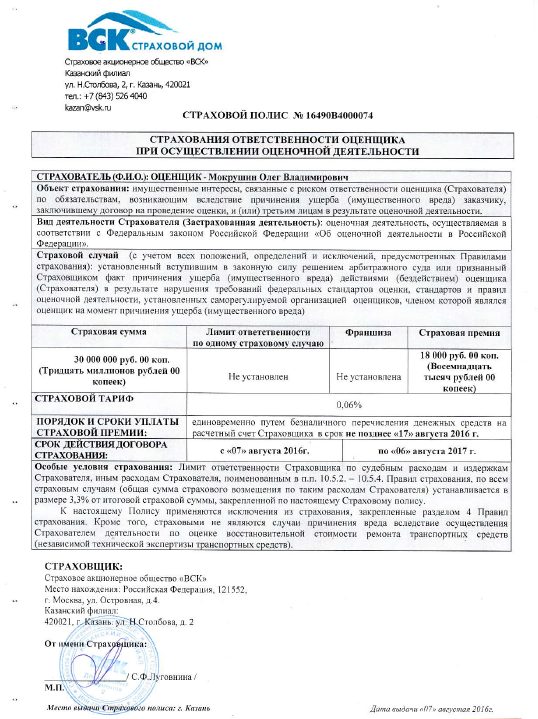 ВСК СТРАХОВОЙ ДОМ
Страховое акционерное общество «ВСК»
Казанский филиал
ул. Н.Столбова, 2, г. Казань, 420021
тел.: +7 (843) 526 4040
kazan@vsk.ru
СТРАХОВОЙ ПОЛИС № 16490B4000074
СТРАХОВАНИЯ ОТВЕТСТВЕННОСТИ ОЦЕНЩИКА
ПРИ ОСУЩЕСТВЛЕНИИ ОЦЕНОЧНОЙ ДЕЯТЕЛЬНОСТИ
СТРАХОВАТЕЛЬ (Ф.И.О.): ОЦЕНЩИК - Мокрушин Олег Владимирович
Объект страхования: имущественные интересы, связанные с риском ответственности оценщика (Страхователя)
по обязательствам, возникающим вследствие причинения ущерба (имущественного вреда) заказчику,
заключившему договор на проведение оценки, и (или) третьим лицам в результате оценочной деятельности.
Вид деятельности Страхователя (Застрахованная деятельность): оценочная деятельность, осуществляемая в
соответствии с Федеральным законом Российской Федерации «Об оценочной деятельности в Российской
Федерации».
Страховой случай (с учетом всех положений, определений и исключений, предусмотренных Правилами
страхования): установленный вступившим в законную силу решением арбитражного суда или признанный
Страховщиком факт причинения ущерба (имущественного вреда) действиями (бездействием) оценщика
(Страхователя) в результате нарушения требований федеральных стандартов оценки, стандартов и правил
оценочной деятельности, установленных саморегулируемой организацией оценщиков, членом которой являлся
оценщик на момент причинения ущерба (имущественного вреда)
Страховая сумма Лимит ответственности по одному страховому случаю Франшиза Страховая премия
30 000 000 руб. 00 коп. (Тридцать миллионов рублей 00 копеек) Не установлен Не установлена 18 000 руб. 00 коп. (Восемнадцать тысяч рублей 00 копеек)
СТРАХОВОЙ ТАРИФ 0,06%
ПОРЯДОК И СРОКИ УПЛАТЫ СТРАХОВОЙ ПРЕМИИ: единовременно путем безналичного перечисления денежных средств на
расчетный счет Страховщика в срок не позднее «17» августа 2016 г.
СРОК ДЕЙСТВИЯ ДОГОВОРА СТРАХОВАНИЯ: с «07» августа 2016г. по «06» августа 2017 г.
Особые условия страхования: Лимит ответственности Страховщика по судебным расходам и издержкам
Страхователя, иным расходам Страхователя, поименованным в п.п. 10.5.2. – 10.5.4. Правил страхования, по всем
страховым случаям (общая сумма страхового возмещения по таким расходам Страхователя) устанавливается в
размере 3,3% от итоговой страховой суммы, закрепленной по настоящему Страховому полису.
К настоящему Полису применяются исключения из страхования, закрепленные разделом 4 Правил
страхования. Кроме того, страховыми не являются случаи причинения вреда вследствие осуществления
Страхователем деятельности по оценке восстановительной стоимости ремонта транспортных средств
(независимой технической экспертизы транспортных средств).
СТРАХОВЩИК:
Страховое акционерное общество «ВСК»
Место нахождения: Российская Федерация, 121552,
г. Москва, ул. Островная, д.4.
Казанский филиал:
420021, г. Казань. ул. Н.Столбова, д. 2
От имени Страховщика:
/ С.Ф.Луговнина /
М.П.
ВСК
Место выдачи Страхового полиса: г. Казань
Дата выдачи «07» августая 2016г.